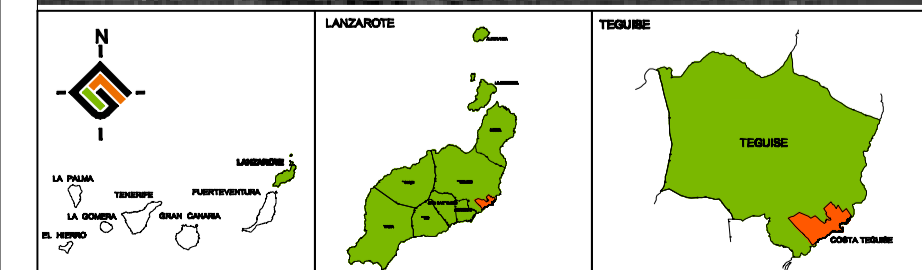 N
LANZAROTE
LA PALMA
TENERIFE
FUERTEVENTURA
LA GOMERA
GRAN CANARIA
EL HIERRO
LANZAROTE
TEGUISE
TEGUISE
COSTA TEGUISE